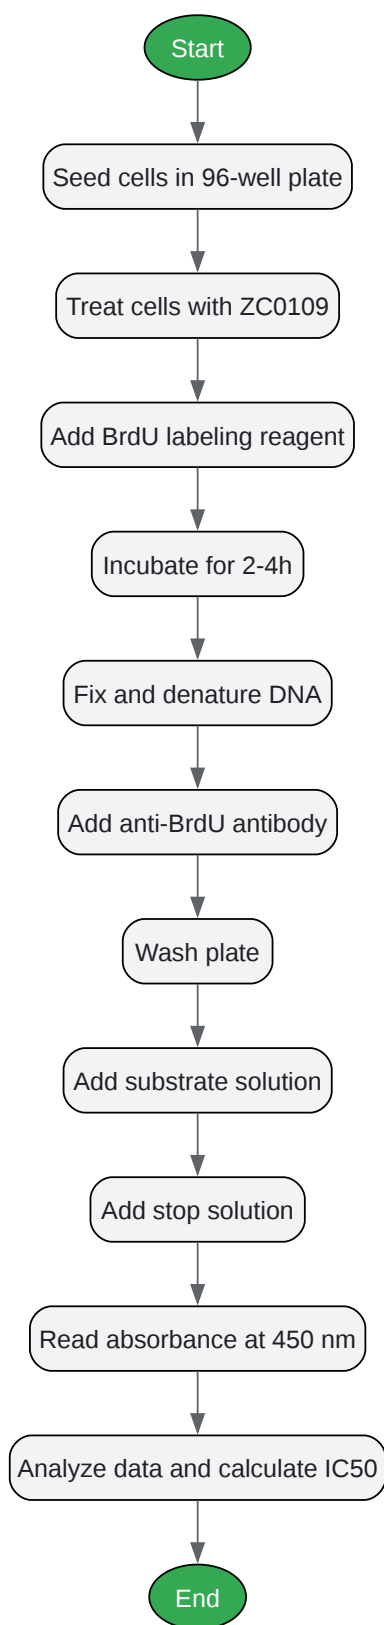 Start
Seed cells in 96-well plate
Treat cells with ZC0109
Add BrdU labeling reagent
Incubate for 2-4h
Fix and denature DNA
Add anti-BrdU antibody
Wash plate
Add substrate solution
Add stop solution
Read absorbance at 450 nm
Analyze data and calculate IC50
End